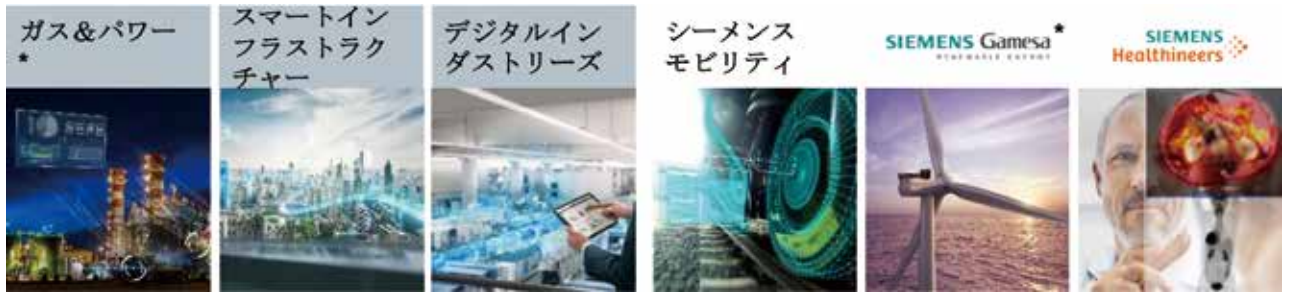 ガス&パワー
*
スマートイン
フラストラク
チャー
デジタルイン
ダストリーズ
シーメンス
モビリティ
SIEMENS Gamesa*
RENEWABLE ENERGY
SIEMENS
Healthineers